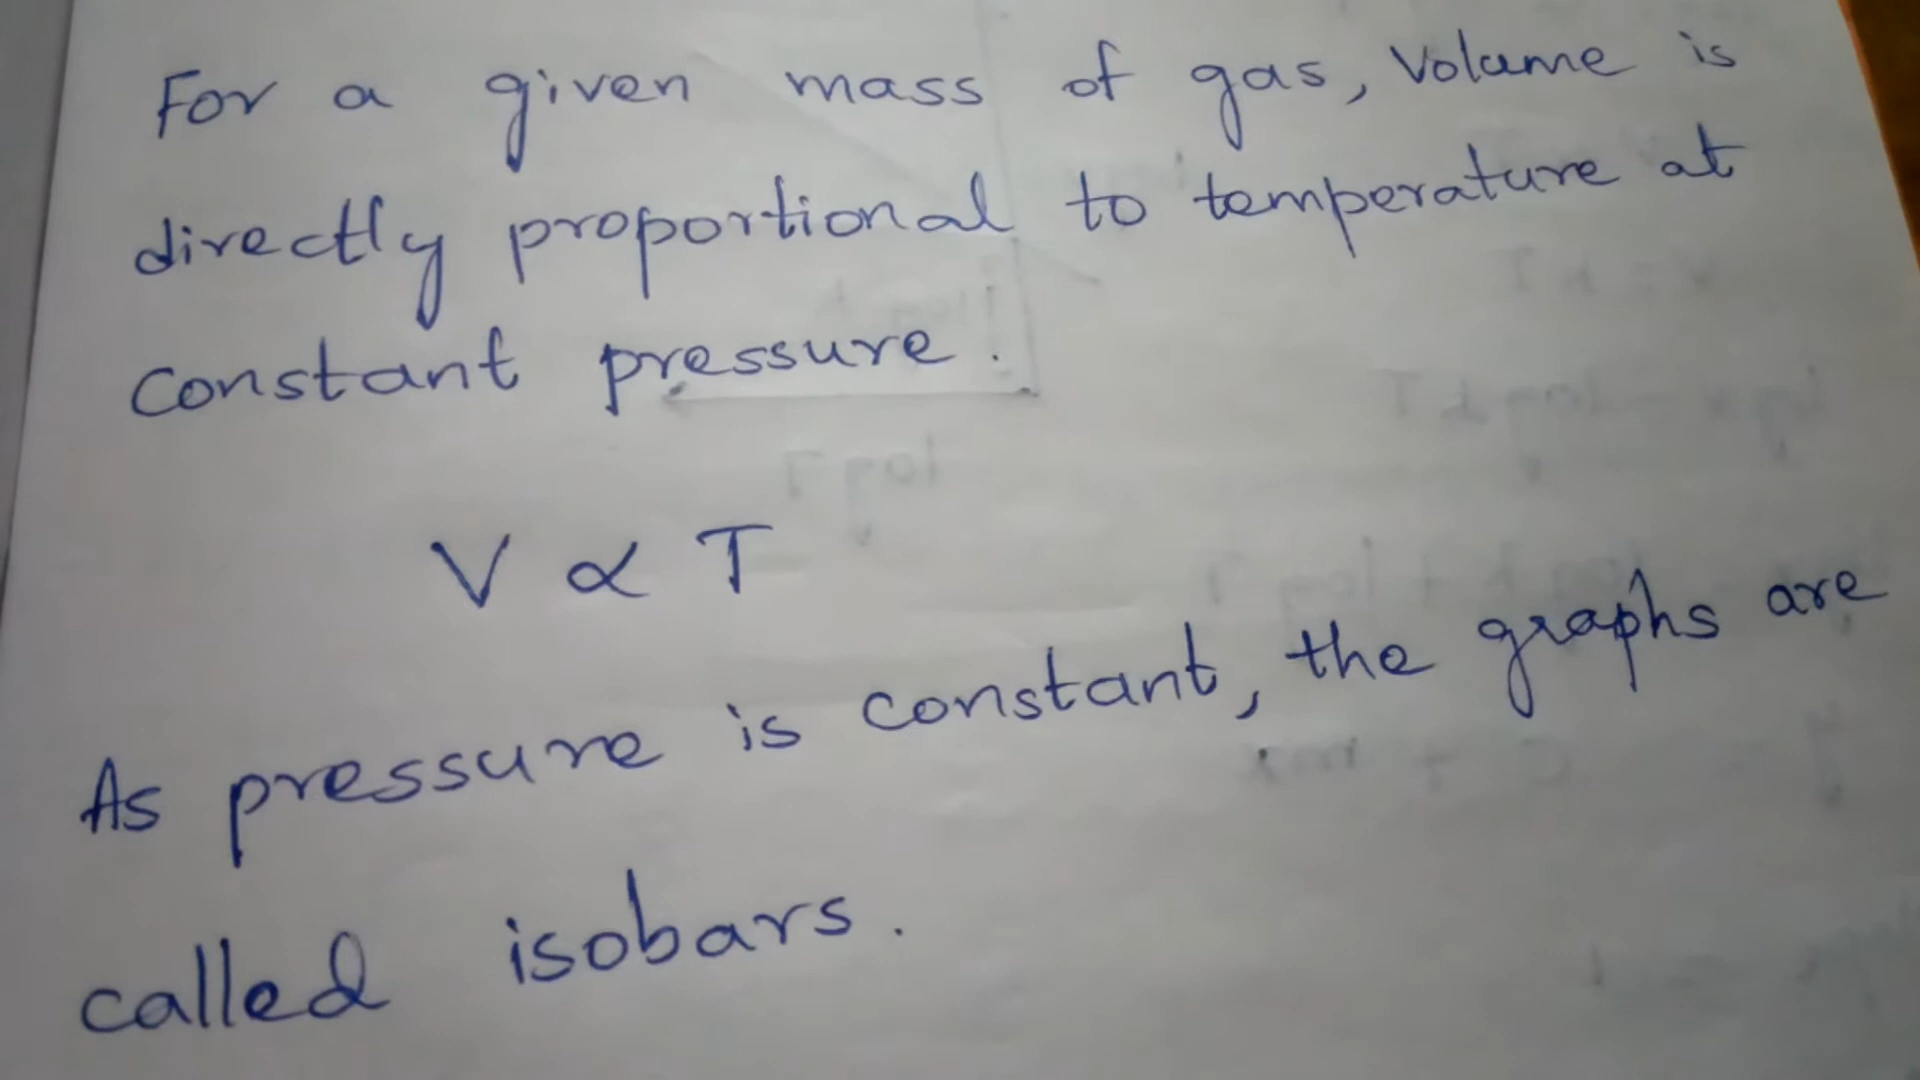 For a given mass of gas, Volume is
directly proportional to temperature at
Constant pressure.
V ∝ T
As pressure is constant, the graphs are
called isobars.